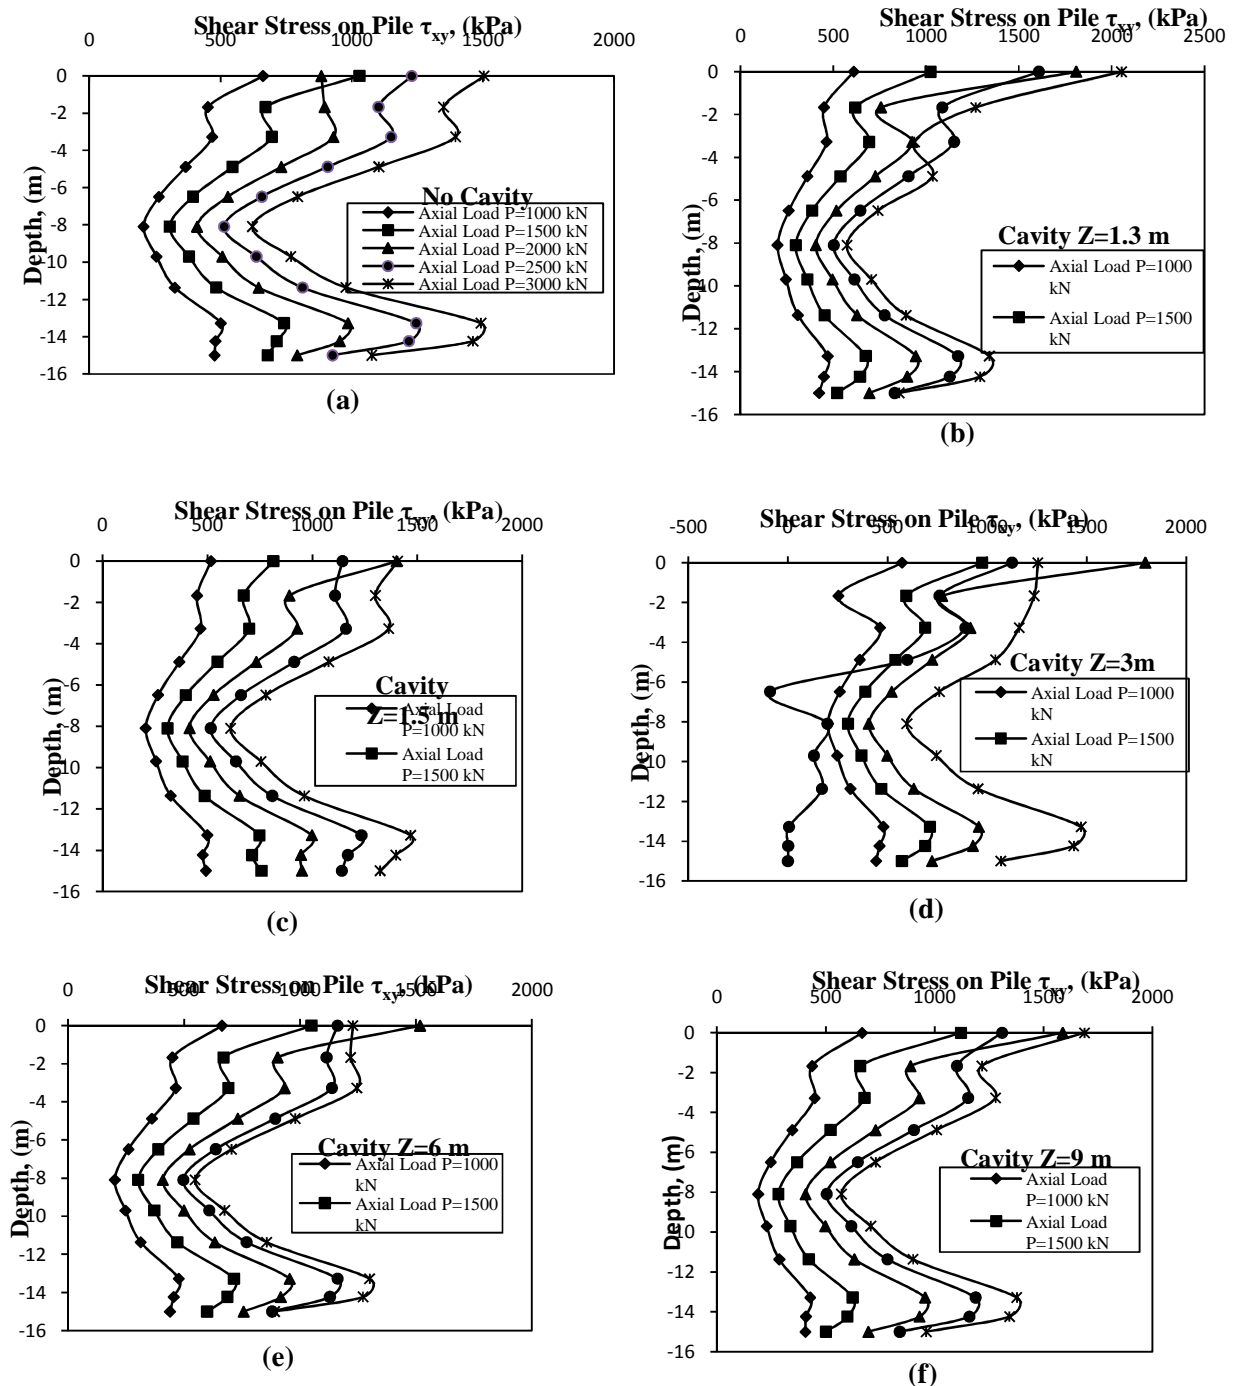 Shear Stress on Pile τxy, (kPa)
0 500 1000 1500 2000
0
-2
-4
-6
-8
-10
-12
-14
-16
Depth, (m)
No Cavity
Axial Load P=1000 kN
Axial Load P=1500 kN
Axial Load P=2000 kN
Axial Load P=2500 kN
Axial Load P=3000 kN
(a)
Shear Stress on Pile τxy, (kPa)
0 500 1000 1500 2000 2500
0
-2
-4
-6
-8
-10
-12
-14
-16
Depth, (m)
Cavity Z=1.3 m
Axial Load P=1000
kN
Axial Load P=1500
kN
(b)
Shear Stress on Pile τxy, (kPa)
0 500 1000 1500 2000
0
-2
-4
-6
-8
-10
-12
-14
-16
Depth, (m)
Cavity
Z=1.5 m
Axial Load
P=1000 kN
Axial Load
P=1500 kN
(c)
Shear Stress on Pile τxy, (kPa)
-500 0 500 1000 1500 2000
0
-2
-4
-6
-8
-10
-12
-14
-16
Depth, (m)
Cavity Z=3m
Axial Load P=1000
kN
Axial Load P=1500
kN
(d)
Shear Stress on Pile τxy, (kPa)
0 500 1000 1500 2000
0
-2
-4
-6
-8
-10
-12
-14
-16
Depth, (m)
Cavity Z=6 m
Axial Load P=1000
kN
Axial Load P=1500
kN
(e)
Shear Stress on Pile τxy, (kPa)
0 500 1000 1500 2000
0
-2
-4
-6
-8
-10
-12
-14
-16
Depth, (m)
Cavity Z=9 m
Axial Load
P=1000 kN
Axial Load
P=1500 kN
(f)